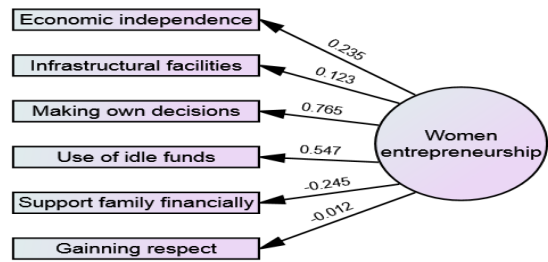 Economic independence
0.235
Infrastructural facilities
0.123
Making own decisions
0.765
Women
entrepreneurship
Use of idle funds
0.547
Support family financially
-0.245
Gainning respect
-0.012